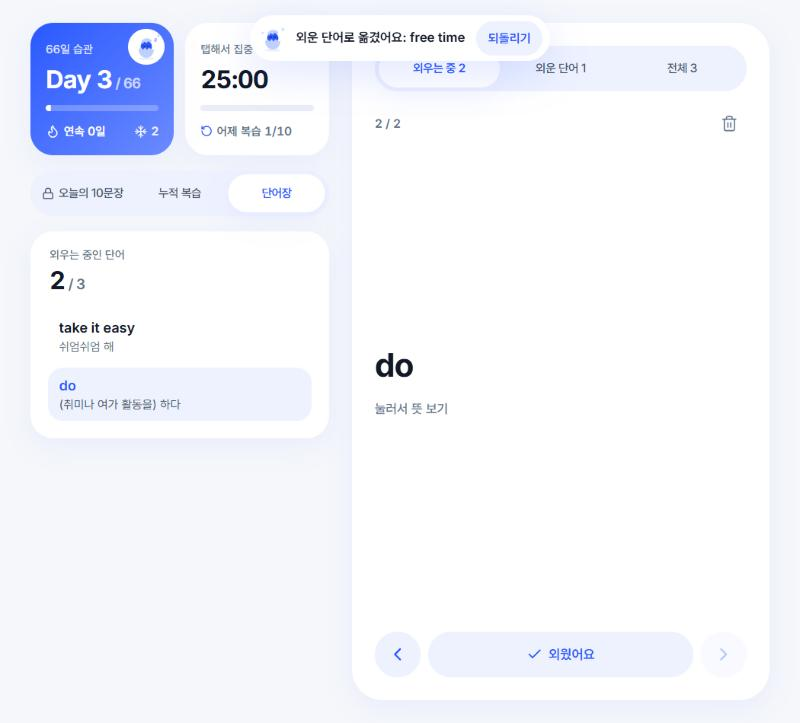 외운 단어로 옮겼어요: free time 되돌리기
66일 습관
Day 3 / 66
연속 0일 2
탭해서 집중
25:00
어제 복습 1/10
오늘의 10문장 누적 복습 단어장
외우는 중인 단어
2 / 3
take it easy
쉬엄쉬엄 해
do
(취미나 여가 활동을) 하다
외우는 중 2 외운 단어 1 전체 3
2 / 2
do
눌러서 뜻 보기
외웠어요